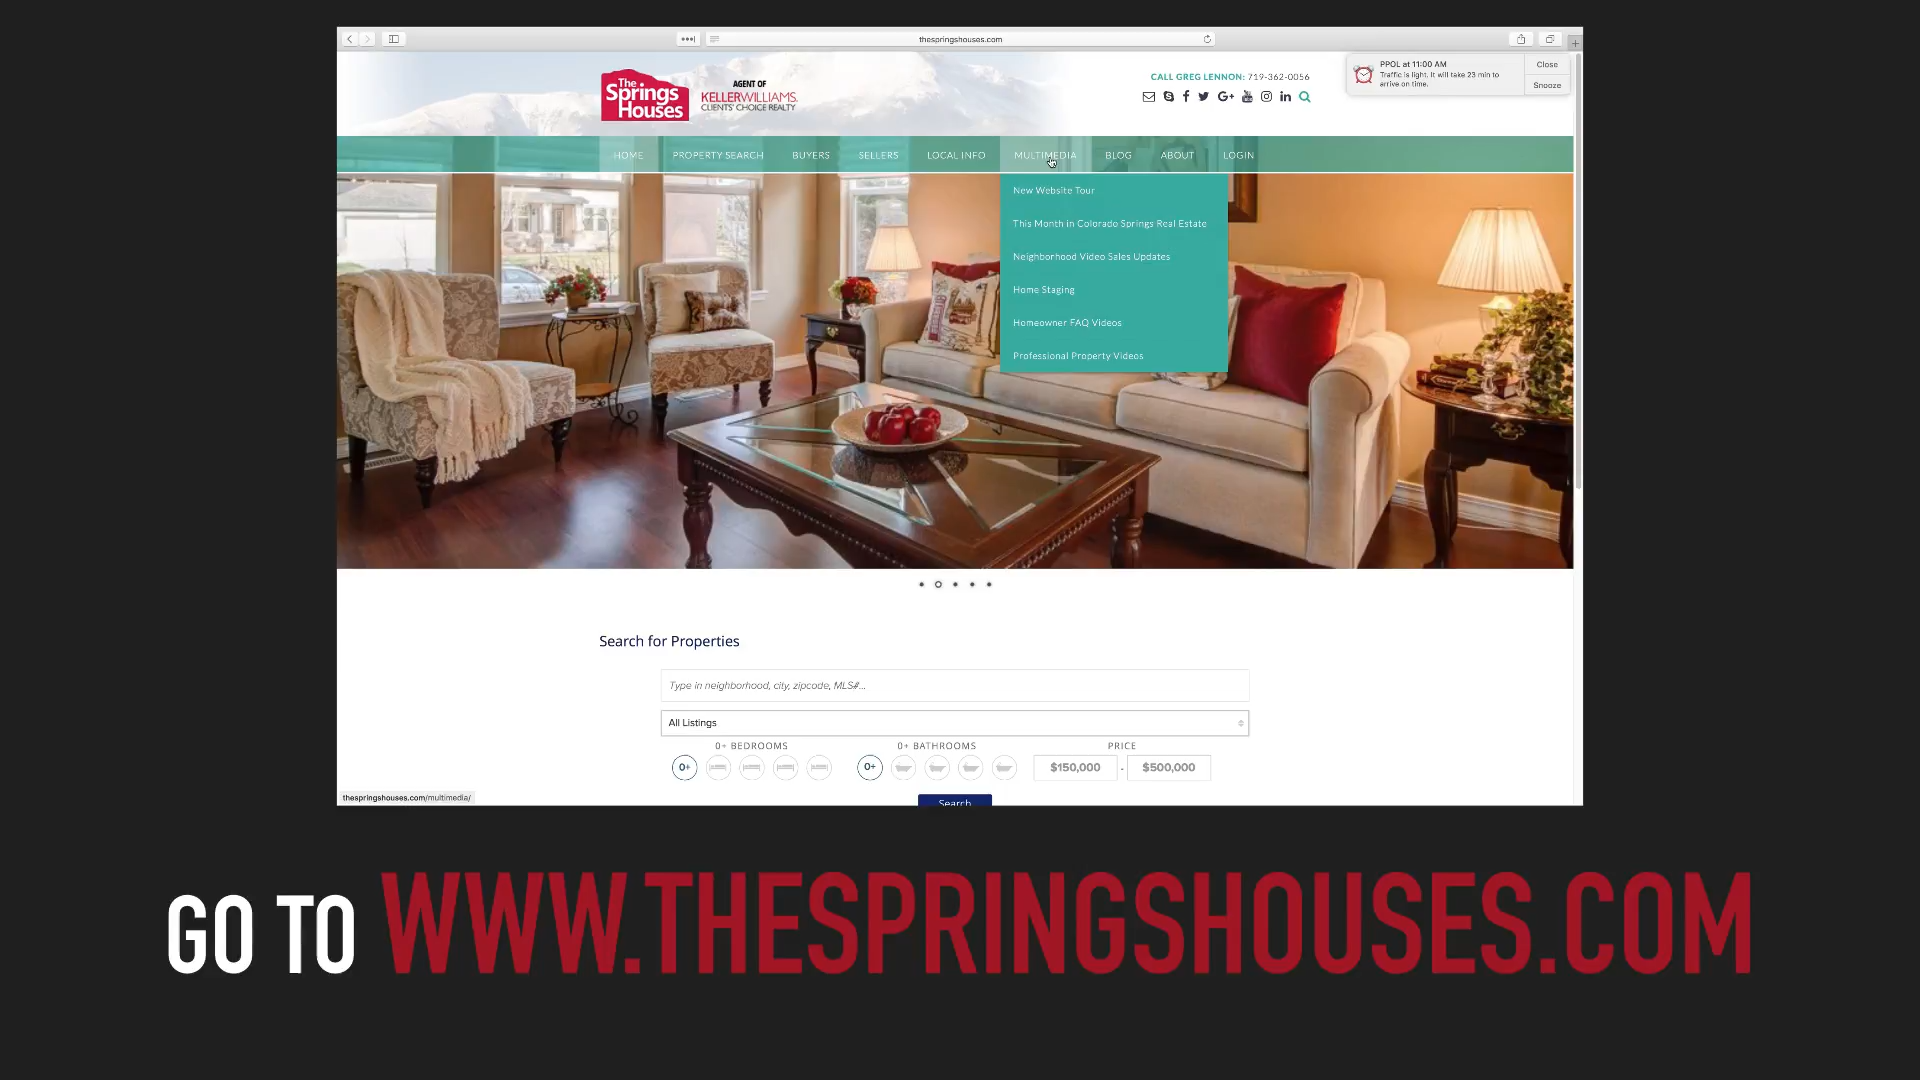 thespringshouses.com
PPOL at 11:00 AM
Traffic is light. It will take 23 min to
arrive on time.
Close
Snooze
The
Springs
Houses
AGENT OF
KELLERWILLIAMS.
CLIENTS' CHOICE REALTY
CALL GREG LENNON: 719-362-0056
HOME PROPERTY SEARCH BUYERS SELLERS LOCAL INFO MULTIMEDIA BLOG ABOUT LOGIN
New Website Tour
This Month in Colorado Springs Real Estate
Neighborhood Video Sales Updates
Home Staging
Homeowner FAQ Videos
Professional Property Videos
Search for Properties
Type in neighborhood, city, zipcode, MLS#...
All Listings
0+ BEDROOMS 0+ BATHROOMS PRICE
0+ 0+ $150,000 - $500,000
Search
thespringshouses.com/multimedia/
GO TO WWW.THESPRINGSHOUSES.COM